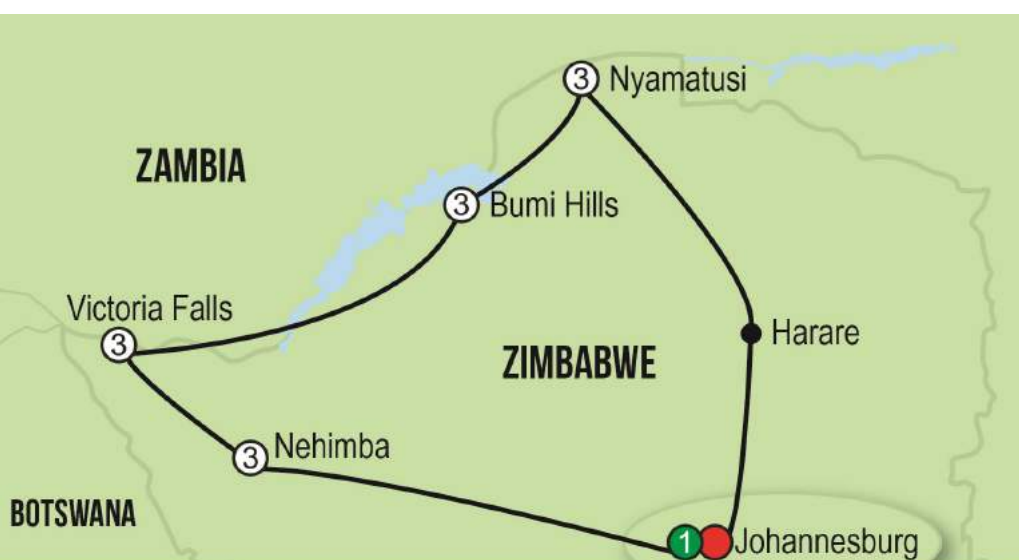 3 Nyamatusi
ZAMBIA
3 Bumi Hills
Victoria Falls
3
Harare
ZIMBABWE
3 Nehimba
BOTSWANA
1 Johannesburg